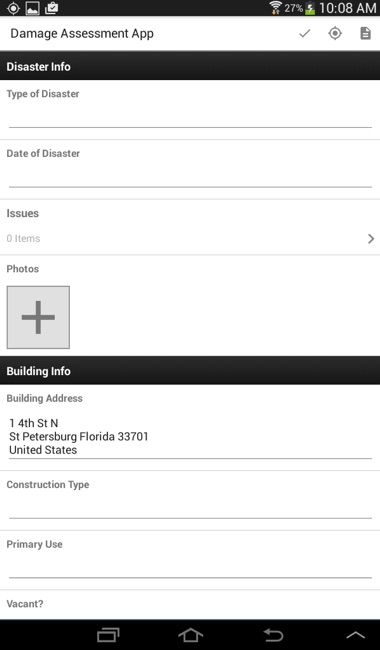 27% 10:08 AM
Damage Assessment App
Disaster Info
Type of Disaster
Date of Disaster
Issues
0 Items
Photos
Building Info
Building Address
1 4th St N
St Petersburg Florida 33701
United States
Construction Type
Primary Use
Vacant?